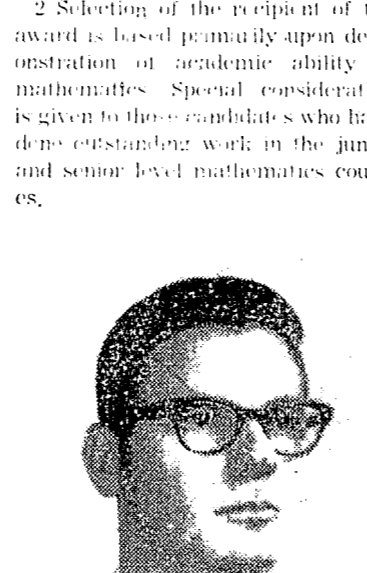 2 Selection of the recipient of t
award is based primarily upon de
onstration of academic ability
mathematics Special considerat
is given to those candidates who ha
done outstanding work in the jun
and senior level mathematics cou
es.